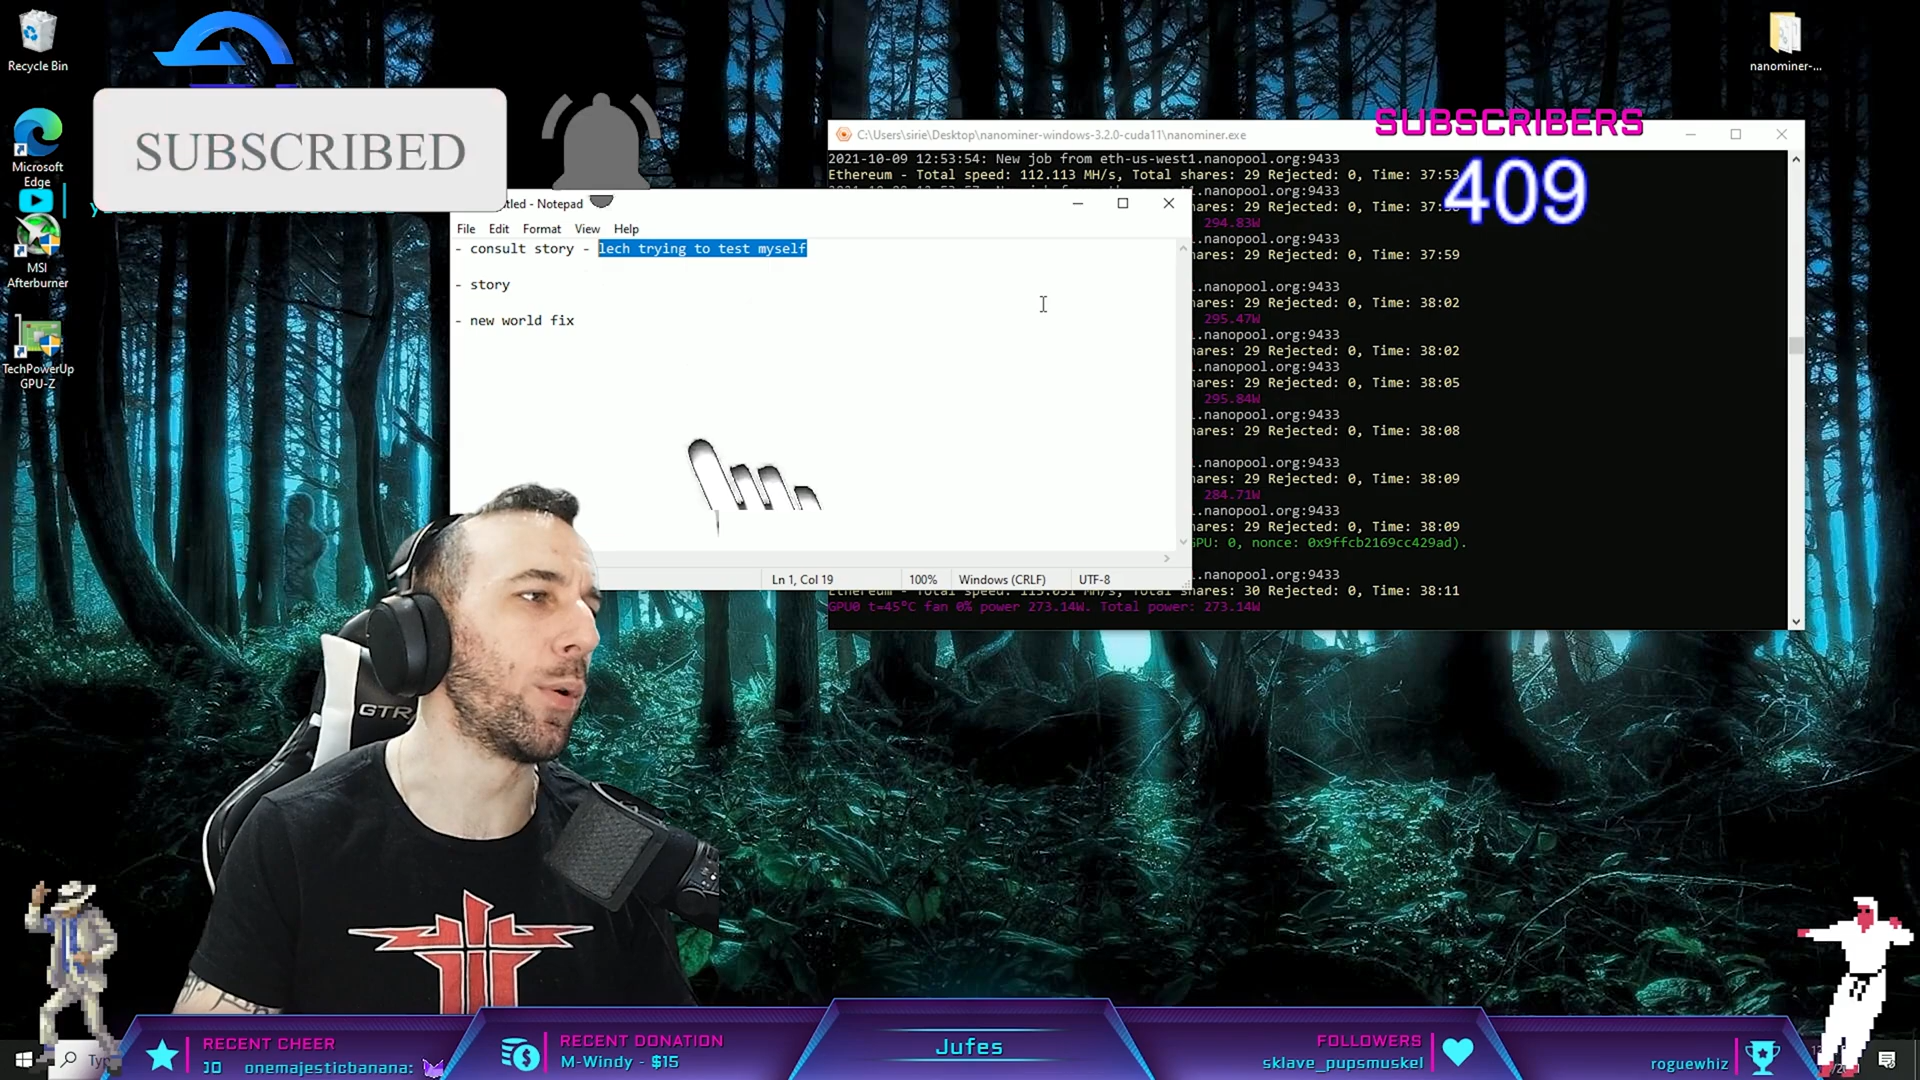 Recycle Bin
nanominer-...
SUBSCRIBERS
409
SUBSCRIBED
C:\Users\sirie\Desktop\nanominer-windows-3.2.0-cuda11\nanominer.exe
2021-10-09 12:53:54: New job from eth-us-west1.nanopool.org:9433
Ethereum - Total speed: 112.113 MH/s, Total shares: 29 Rejected: 0, Time: 37:53
.nanopool.org:9433
ares: 29 Rejected: 0, Time: 37:5
294.83W
.nanopool.org:9433
ares: 29 Rejected: 0, Time: 37:59
.nanopool.org:9433
ares: 29 Rejected: 0, Time: 38:02
295.47W
.nanopool.org:9433
ares: 29 Rejected: 0, Time: 38:02
.nanopool.org:9433
ares: 29 Rejected: 0, Time: 38:05
295.84W
.nanopool.org:9433
ares: 29 Rejected: 0, Time: 38:08
.nanopool.org:9433
ares: 29 Rejected: 0, Time: 38:09
284.71W
.nanopool.org:9433
ares: 29 Rejected: 0, Time: 38:09
GPU: 0, nonce: 0x9ffcb2169cc429ad).
.nanopool.org:9433
Ethereum - Total speed: 113.031 MH/s, Total shares: 30 Rejected: 0, Time: 38:11
GPU0 t=45°C fan 0% power 273.14W. Total power: 273.14W
Microsoft
Edge
MSI
Afterburner
TechPowerUp
GPU-Z
tled - Notepad
File Edit Format View Help
- consult story - lech trying to test myself
- story
- new world fix
Ln 1, Col 19 100% Windows (CRLF) UTF-8
GTR
RECENT CHEER
onemajesticbanana:
RECENT DONATION
M-Windy - $15
Jufes
FOLLOWERS
sklave_pupsmuskel
roguewhiz